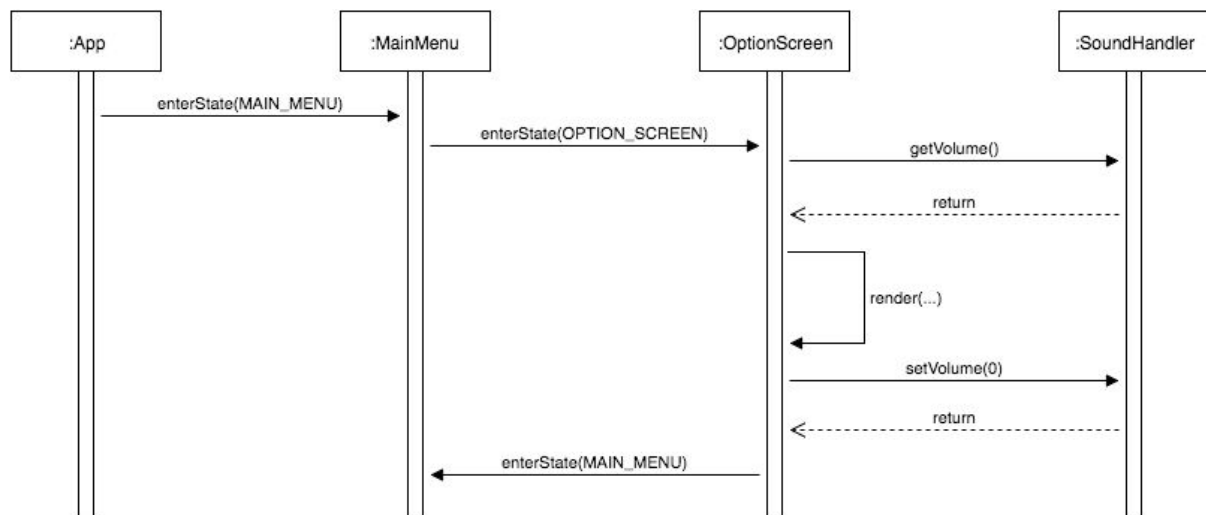 :App
:MainMenu
:OptionScreen
:SoundHandler
enterState(MAIN_MENU)
enterState(OPTION_SCREEN)
getVolume()
return
render(...)
setVolume(0)
return
enterState(MAIN_MENU)